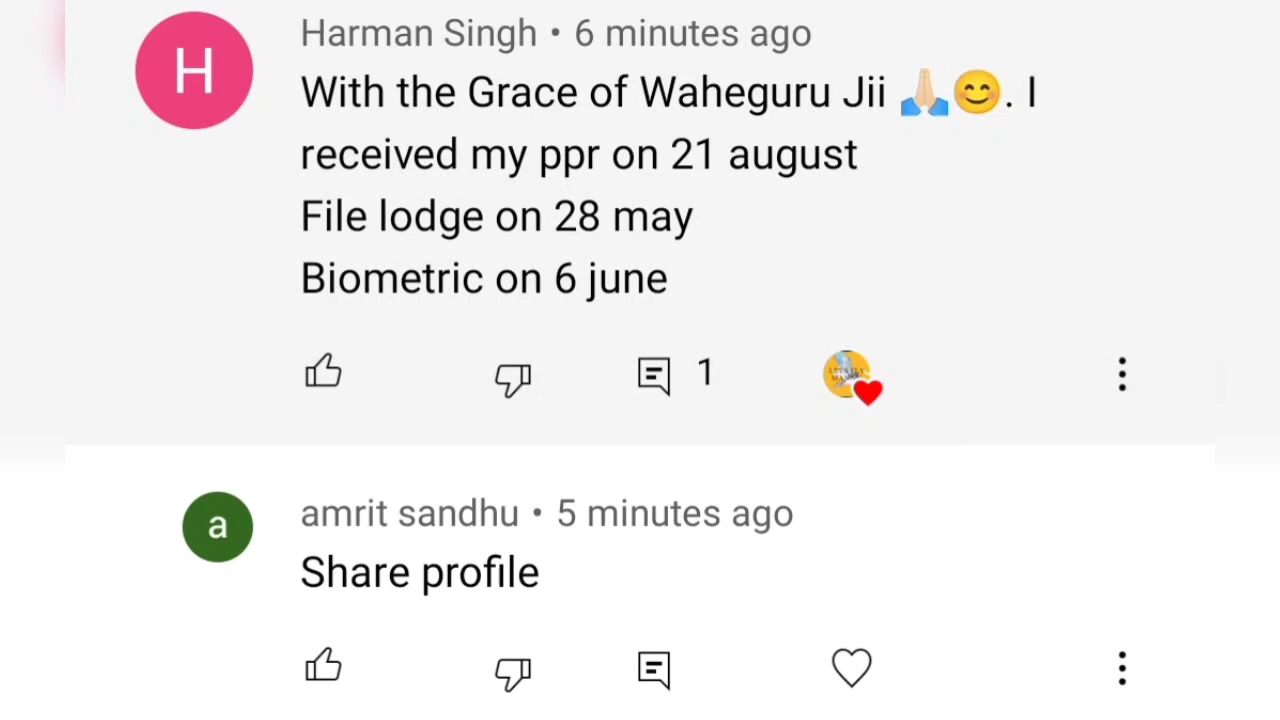 H
Harman Singh • 6 minutes ago
With the Grace of Waheguru Jii 🙏🏻😊. I
received my ppr on 21 august
File lodge on 28 may
Biometric on 6 june
1
a
amrit sandhu • 5 minutes ago
Share profile